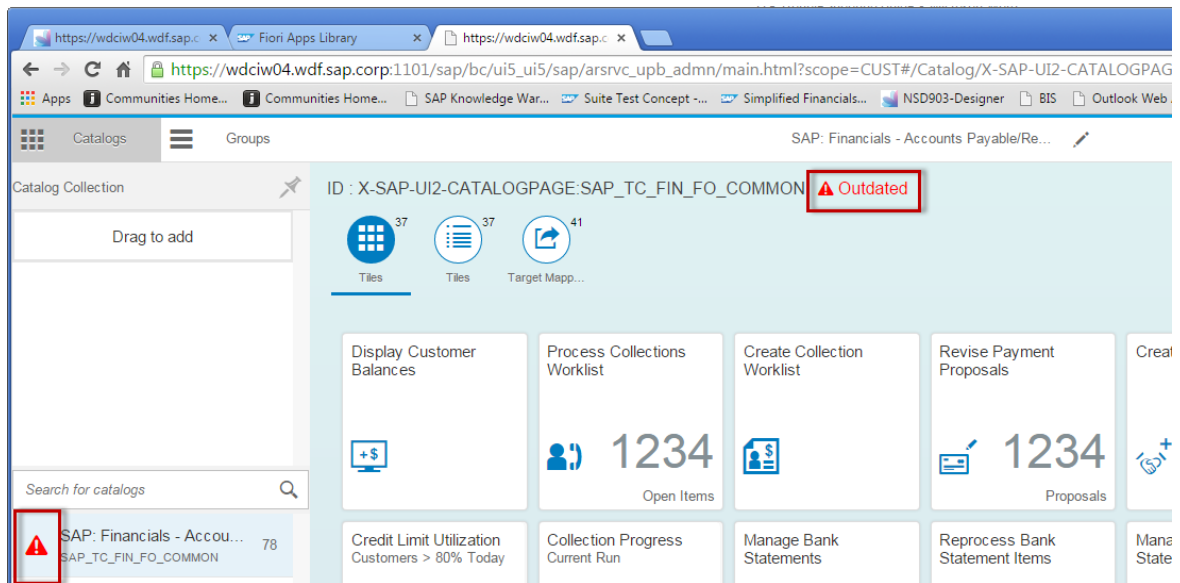 https://wdciw04.wdf.sap.c
Fiori Apps Library
https://wdciw04.wdf.sap.c
https://wdciw04.wdf.sap.corp:1101/sap/bc/ui5_ui5/sap/arsrvc_upb_admn/main.html?scope=CUST#/Catalog/X-SAP-UI2-CATALOGPAG
Apps Communities Home... Communities Home... SAP Knowledge War... Suite Test Concept -... Simplified Financials... NSD903-Designer BIS Outlook Web
Catalogs Groups SAP: Financials - Accounts Payable/Re...
Catalog Collection
ID : X-SAP-UI2-CATALOGPAGE:SAP_TC_FIN_FO_COMMON Outdated
Drag to add
37 37 41
Tiles Tiles Target Mapp...
Display Customer
Balances
Process Collections
Worklist
1234
Open Items
Create Collection
Worklist
Revise Payment
Proposals
1234
Proposals
Creat
Search for catalogs
SAP: Financials - Accou... 78
SAP_TC_FIN_FO_COMMON
Credit Limit Utilization
Customers > 80% Today
Collection Progress
Current Run
Manage Bank
Statements
Reprocess Bank
Statement Items
Mana
State